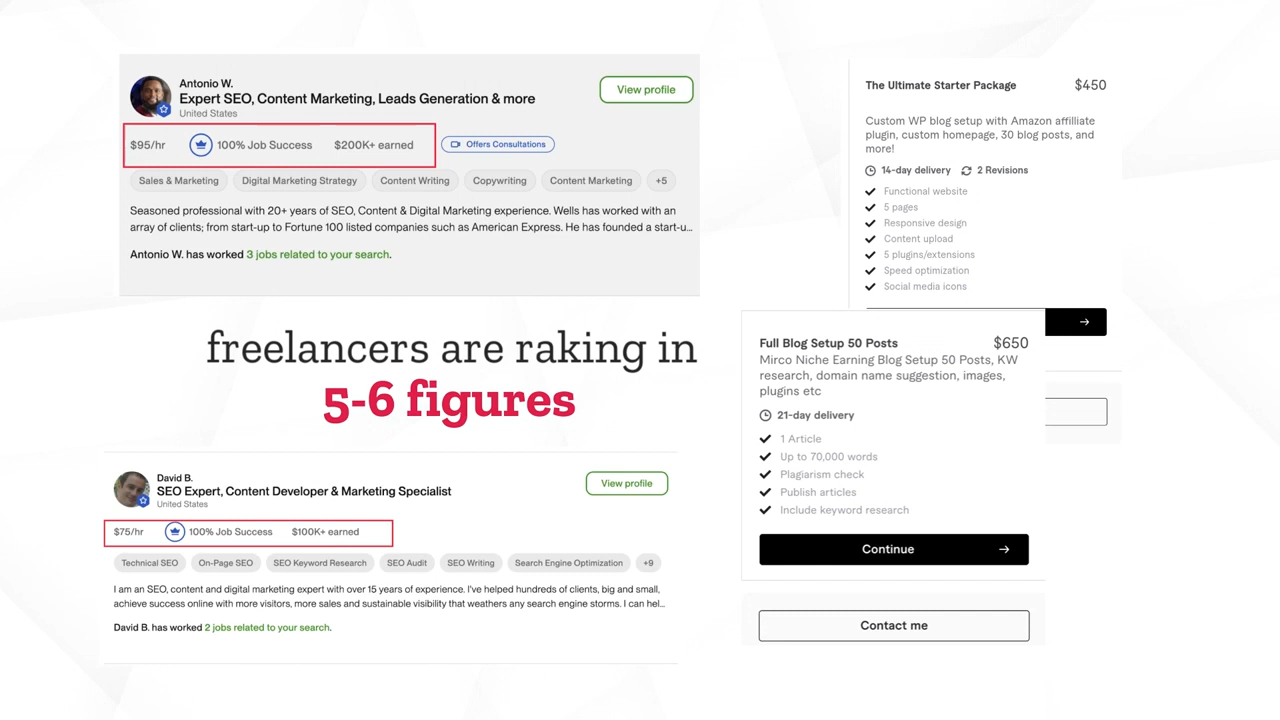 Antonio W.
Expert SEO, Content Marketing, Leads Generation & more
United States
View profile
$95/hr
100% Job Success
$200K+ earned
Offers Consultations
Sales & Marketing
Digital Marketing Strategy
Content Writing
Copywriting
Content Marketing
+5
Seasoned professional with 20+ years of SEO, Content & Digital Marketing experience. Wells has worked with an
array of clients; from start-up to Fortune 100 listed companies such as American Express. He has founded a start-u...
Antonio W. has worked 3 jobs related to your search.
freelancers are raking in
5-6 figures
David B.
SEO Expert, Content Developer & Marketing Specialist
United States
View profile
$75/hr
100% Job Success
$100K+ earned
Technical SEO
On-Page SEO
SEO Keyword Research
SEO Audit
SEO Writing
Search Engine Optimization
+9
I am an SEO, content and digital marketing expert with over 15 years of experience. I've helped hundreds of clients, big and small,
achieve success online with more visitors, more sales and sustainable visibility that weathers any search engine storms. I can hel...
David B. has worked 2 jobs related to your search.
The Ultimate Starter Package
$450
Custom WP blog setup with Amazon affilliate
plugin, custom homepage, 30 blog posts, and
more!
14-day delivery
2 Revisions
Functional website
5 pages
Responsive design
Content upload
5 plugins/extensions
Speed optimization
Social media icons
Full Blog Setup 50 Posts
$650
Mirco Niche Earning Blog Setup 50 Posts, KW
research, domain name suggestion, images,
plugins etc
21-day delivery
1 Article
Up to 70,000 words
Plagiarism check
Publish articles
Include keyword research
Continue
Contact me